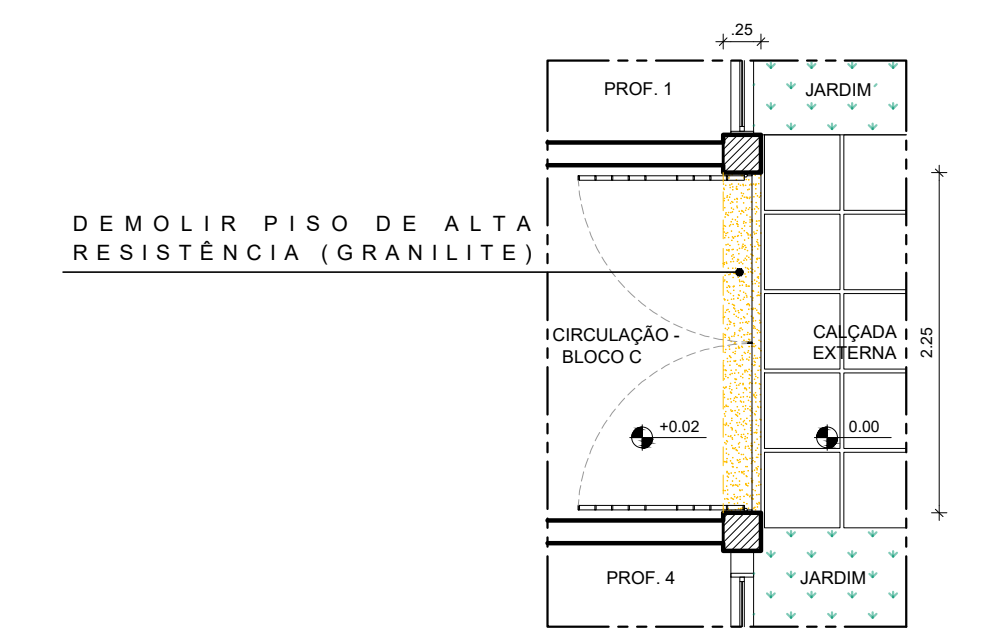 .25
PROF. 1
JARDIM
DEMOLIR PISO DE ALTA
RESISTÊNCIA (GRANILITE)
CIRCULAÇÃO -
BLOCO C
CALÇADA
EXTERNA
2.25
+0.02
0.00
PROF. 4
JARDIM